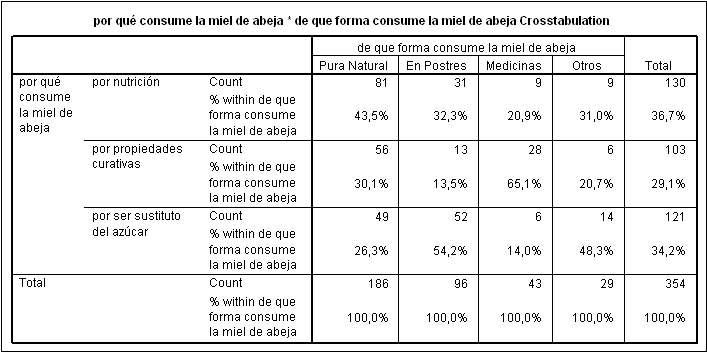 por qué consume la miel de abeja * de que forma consume la miel de abeja Crosstabulation
de que forma consume la miel de abeja
Pura Natural En Postres Medicinas Otros Total
por qué consume la miel de abeja por nutrición Count 81 31 9 9 130
% within de que forma consume la miel de abeja 43,5% 32,3% 20,9% 31,0% 36,7%
por propiedades curativas Count 56 13 28 6 103
% within de que forma consume la miel de abeja 30,1% 13,5% 65,1% 20,7% 29,1%
por ser sustituto del azúcar Count 49 52 6 14 121
% within de que forma consume la miel de abeja 26,3% 54,2% 14,0% 48,3% 34,2%
Total Count 186 96 43 29 354
% within de que forma consume la miel de abeja 100,0% 100,0% 100,0% 100,0% 100,0%